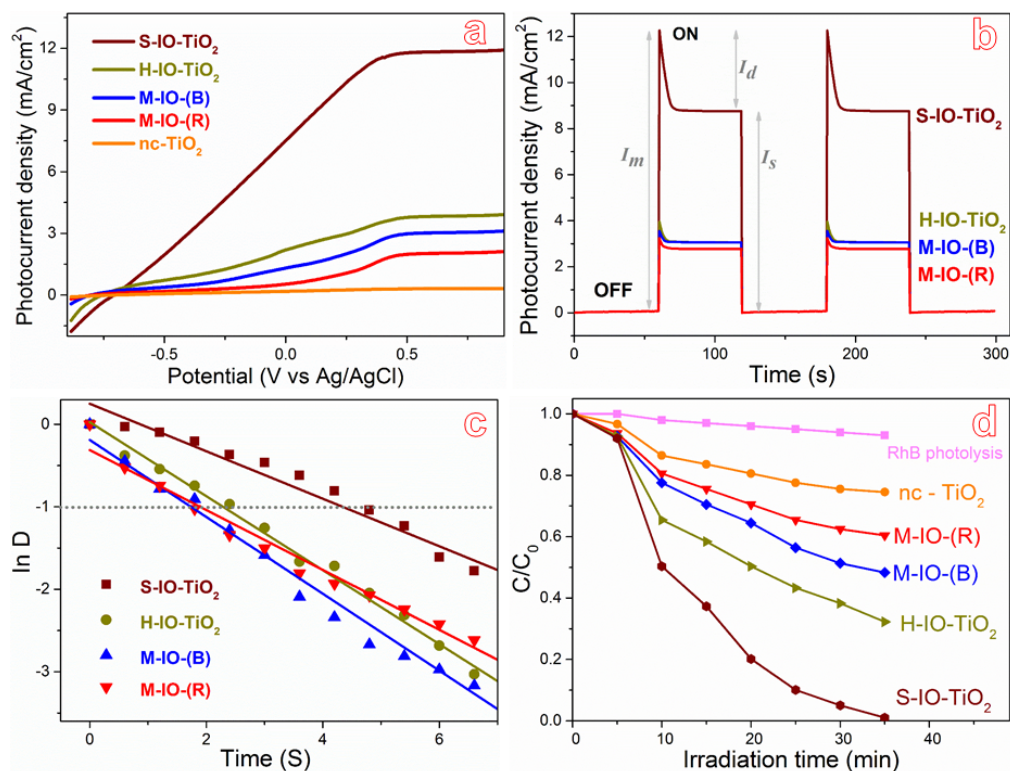 a
S-IO-TiO₂
H-IO-TiO₂
M-IO-(B)
M-IO-(R)
nc-TiO₂
Photocurrent density (mA/cm²)
12
9
6
3
0
-0.5
0.0
0.5
Potential (V vs Ag/AgCl)
b
ON
OFF
I_d
I_m
I_s
S-IO-TiO₂
H-IO-TiO₂
M-IO-(B)
M-IO-(R)
Photocurrent density (mA/cm²)
12
10
8
6
4
2
0
0
100
200
300
Time (s)
c
S-IO-TiO₂
H-IO-TiO₂
M-IO-(B)
M-IO-(R)
ln D
0
-1
-2
-3
0
2
4
6
Time (S)
d
RhB photolysis
nc - TiO₂
M-IO-(R)
M-IO-(B)
H-IO-TiO₂
S-IO-TiO₂
C/C₀
1.0
0.8
0.6
0.4
0.2
0.0
0
10
20
30
40
Irradiation time (min)